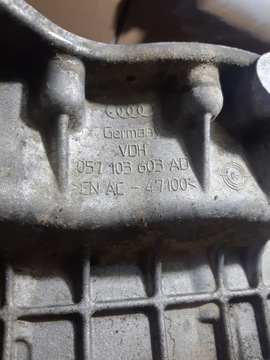 Germany
VDH
057 103 603 AD
>EN AC - 47100<